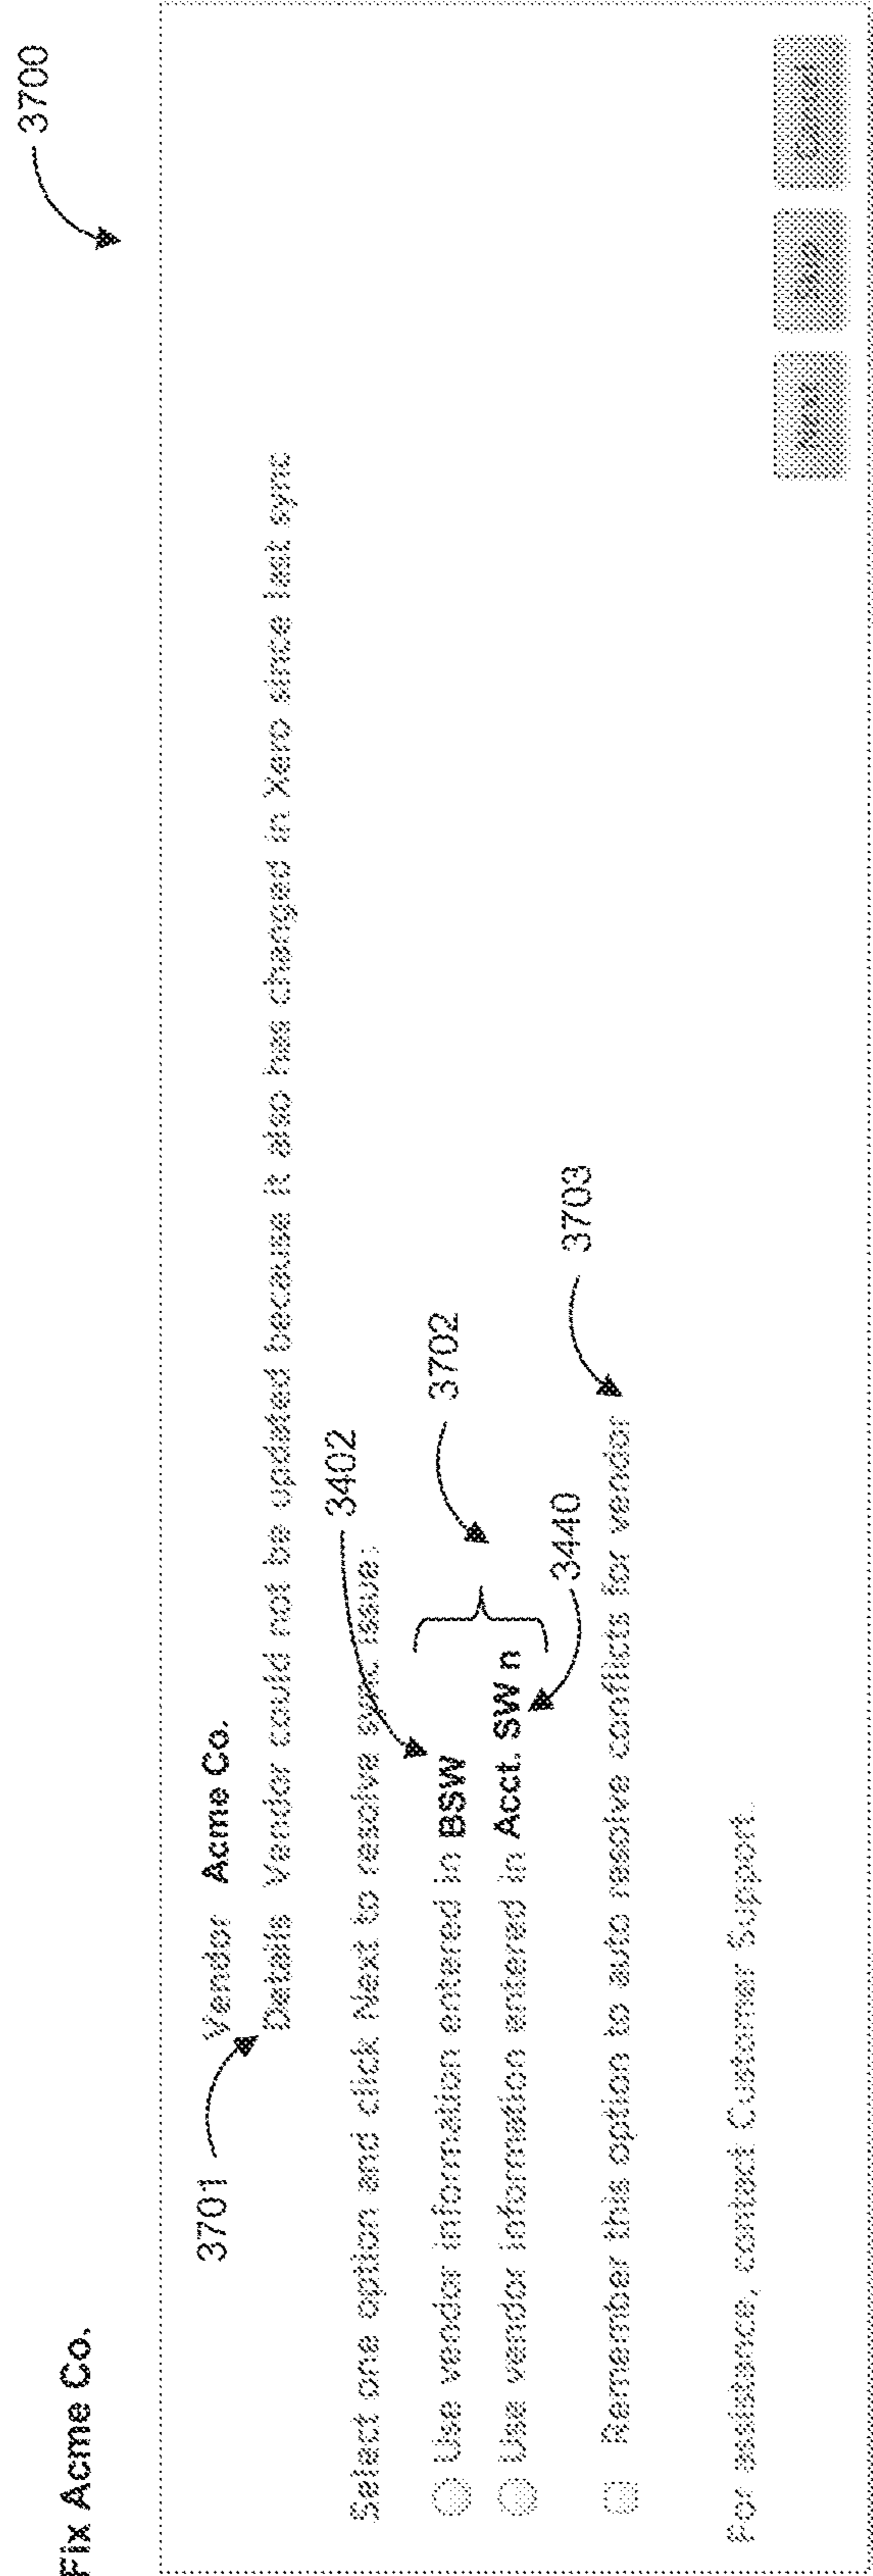 Fix Acme Co.
3700
3701
Vendor Acme Co.
Details Vendor could not be updated because it also has changed in Xero since last sync
3402
Select one option and click Next to resolve sync issue:
3702
Use vendor information entered in BSW
Use vendor information entered in Acct. SW n
3440
3703
Remember this option to auto resolve conflicts for vendor
For assistance, contact Customer Support.
Next
Cancel